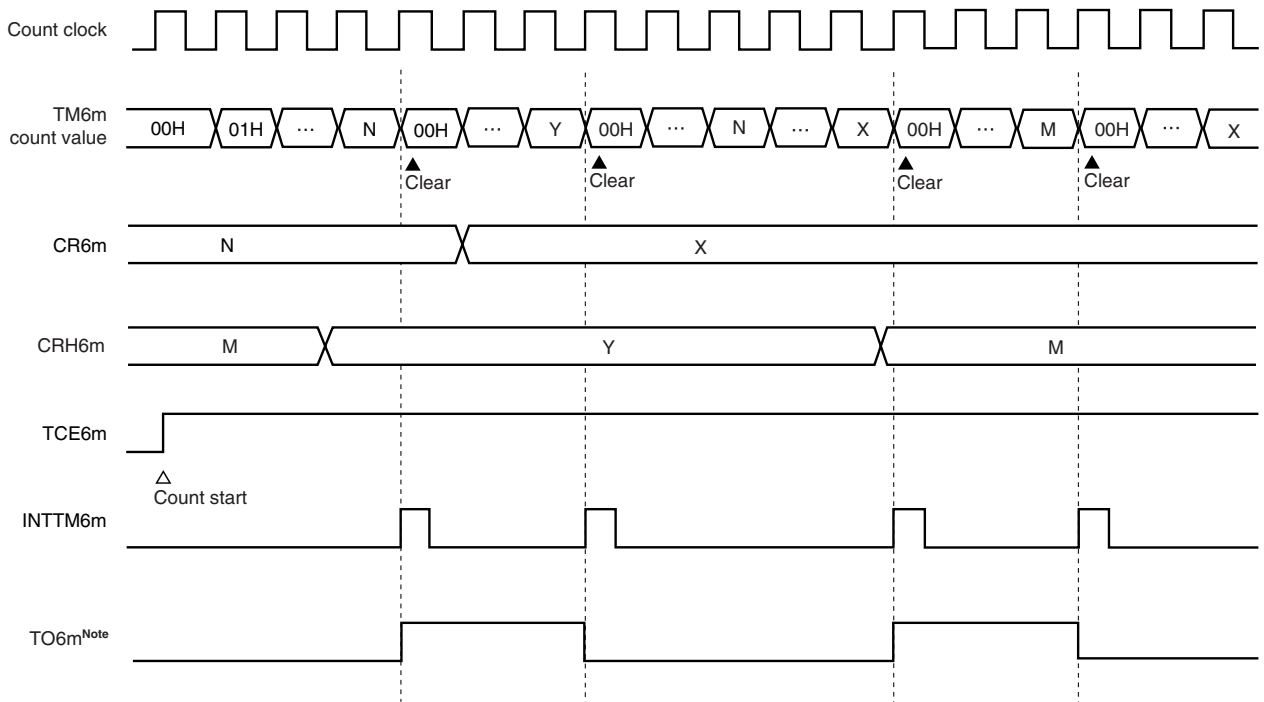 Count clock
TM6m
count value
00H 01H ... N 00H ... Y 00H ... N ... X 00H ... M 00H ... X
Clear Clear Clear Clear
CR6m N X
CRH6m M Y M
TCE6m
Count start
INTTM6m
TO6mNote